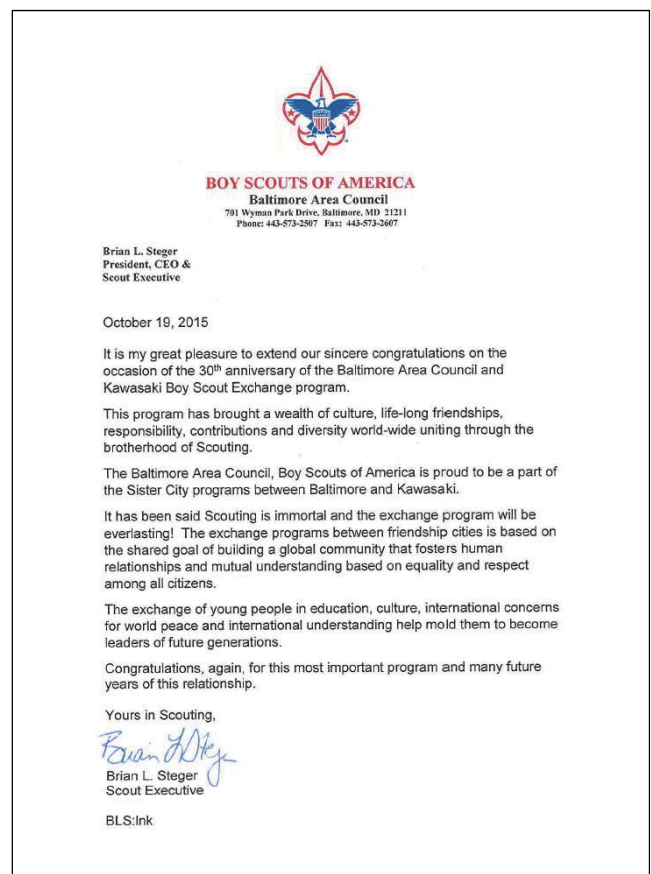 BOY SCOUTS OF AMERICA
Baltimore Area Council
701 Wyman Park Drive, Baltimore, MD 21211
Phone: 443-573-2507 Fax: 443-573-2607
Brian L. Steger
President, CEO &
Scout Executive
October 19, 2015
It is my great pleasure to extend our sincere congratulations on the
occasion of the 30th anniversary of the Baltimore Area Council and
Kawasaki Boy Scout Exchange program.
This program has brought a wealth of culture, life-long friendships,
responsibility, contributions and diversity world-wide uniting through the
brotherhood of Scouting.
The Baltimore Area Council, Boy Scouts of America is proud to be a part of
the Sister City programs between Baltimore and Kawasaki.
It has been said Scouting is immortal and the exchange program will be
everlasting! The exchange programs between friendship cities is based on
the shared goal of building a global community that fosters human
relationships and mutual understanding based on equality and respect
among all citizens.
The exchange of young people in education, culture, international concerns
for world peace and international understanding help mold them to become
leaders of future generations.
Congratulations, again, for this most important program and many future
years of this relationship.
Yours in Scouting,
Brian L Steger
Brian L. Steger
Scout Executive
BLS:lnk